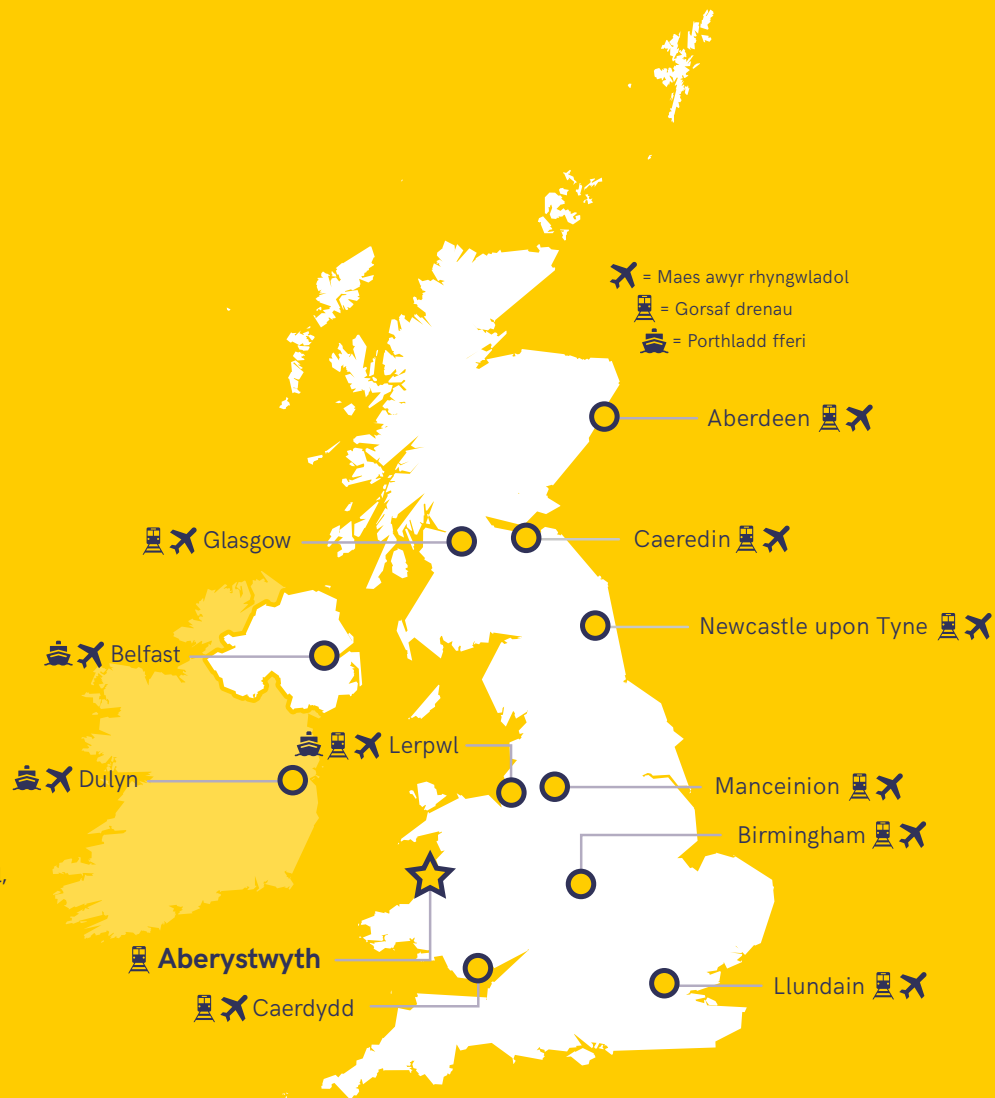 = Maes awyr rhyngwladol
= Gorsaf drenau
= Porthladd fferi
Aberdeen
Glasgow
Caeredin
Newcastle upon Tyne
Belfast
Lerpwl
Dulyn
Manceinion
Birmingham
Aberystwyth
Llundain
Caerdydd